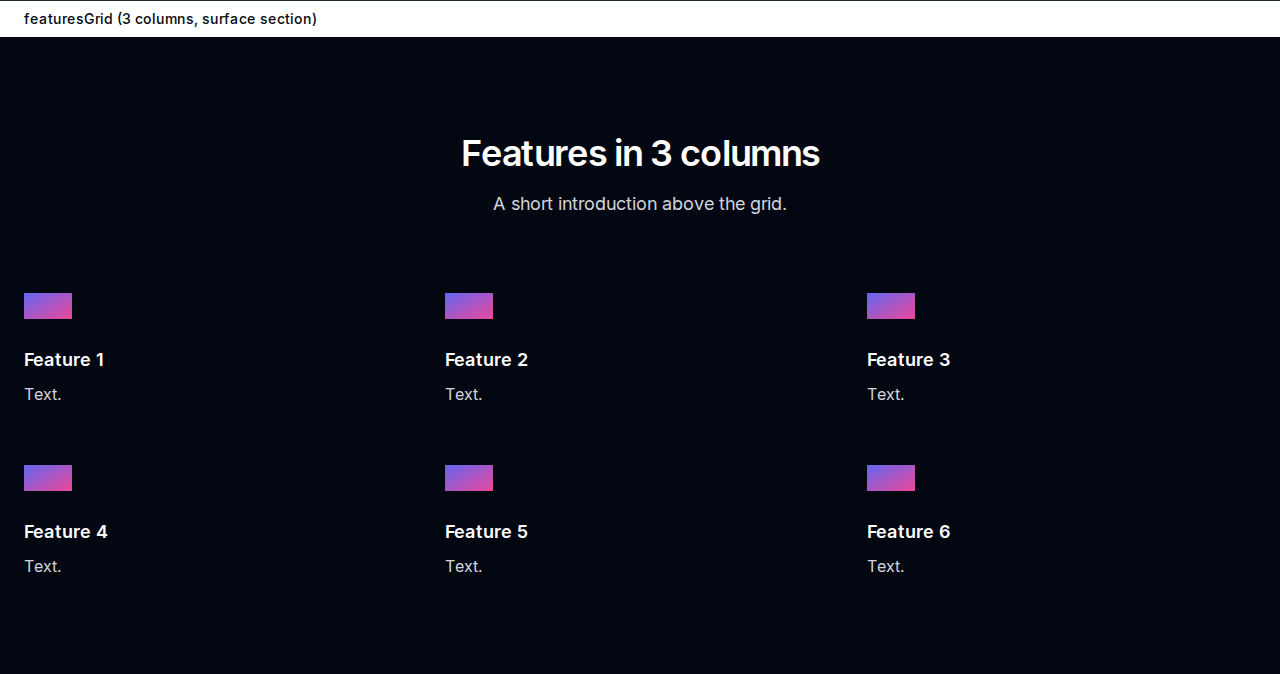 featuresGrid (3 columns, surface section)
Features in 3 columns
A short introduction above the grid.
Feature 1
Text.
Feature 2
Text.
Feature 3
Text.
Feature 4
Text.
Feature 5
Text.
Feature 6
Text.